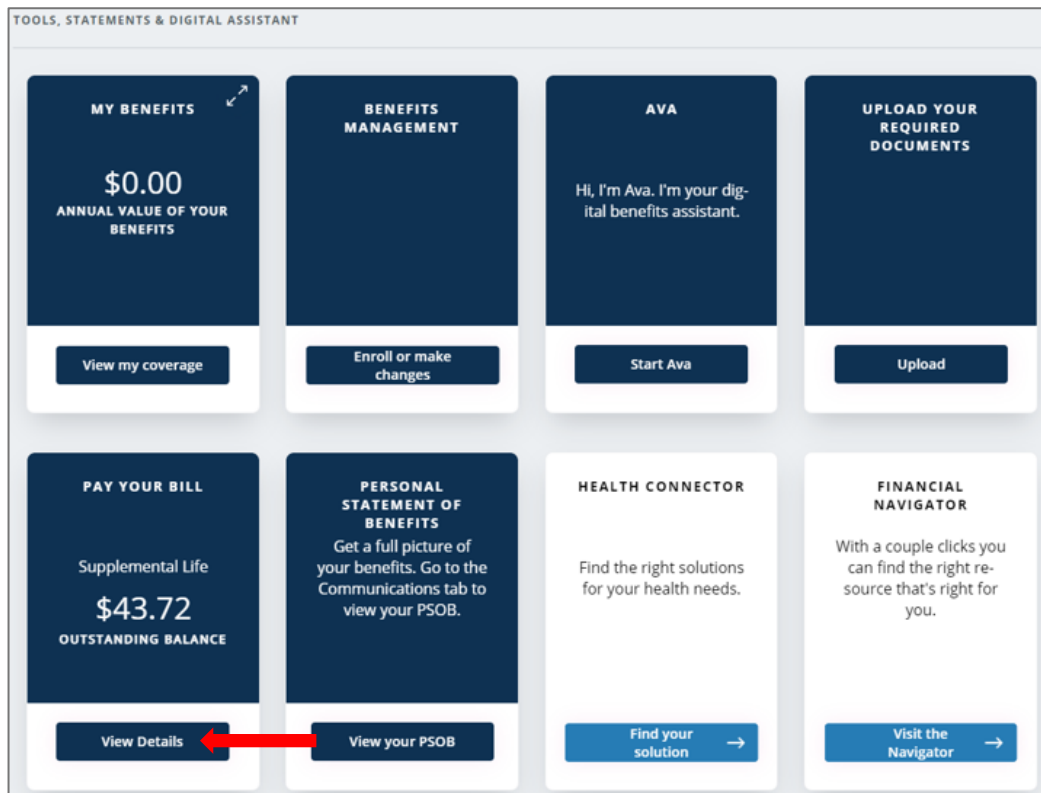 TOOLS, STATEMENTS & DIGITAL ASSISTANT
MY BENEFITS
$0.00
ANNUAL VALUE OF YOUR
BENEFITS
View my coverage
BENEFITS
MANAGEMENT
Enroll or make
changes
AVA
Hi, I'm Ava. I'm your dig-
ital benefits assistant.
Start Ava
UPLOAD YOUR
REQUIRED
DOCUMENTS
Upload
PAY YOUR BILL
Supplemental Life
$43.72
OUTSTANDING BALANCE
View Details
PERSONAL
STATEMENT OF
BENEFITS
Get a full picture of
your benefits. Go to the
Communications tab to
view your PSOB.
View your PSOB
HEALTH CONNECTOR
Find the right solutions
for your health needs.
Find your
solution
FINANCIAL
NAVIGATOR
With a couple clicks you
can find the right re-
source that's right for
you.
Visit the
Navigator